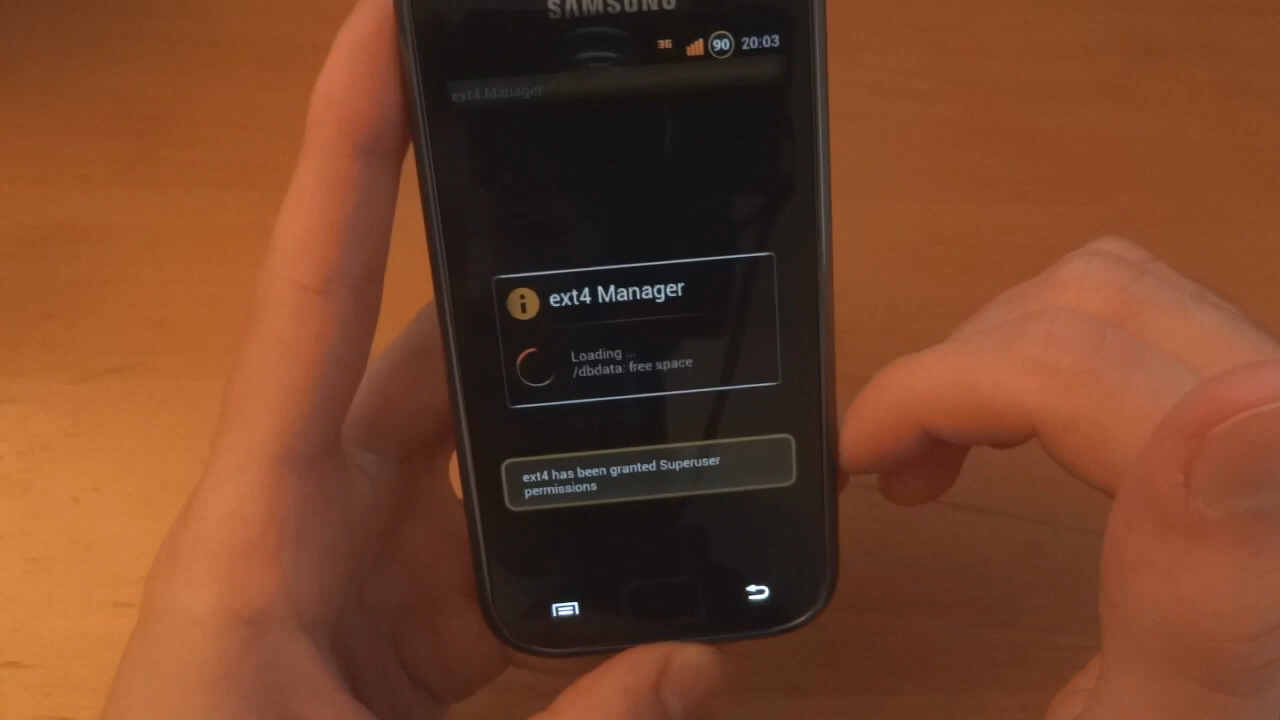 SAMSUNG
3G 90 20:03
ext4 Manager
ext4 Manager
Loading ...
/dbdata: free space
ext4 has been granted Superuser
permissions